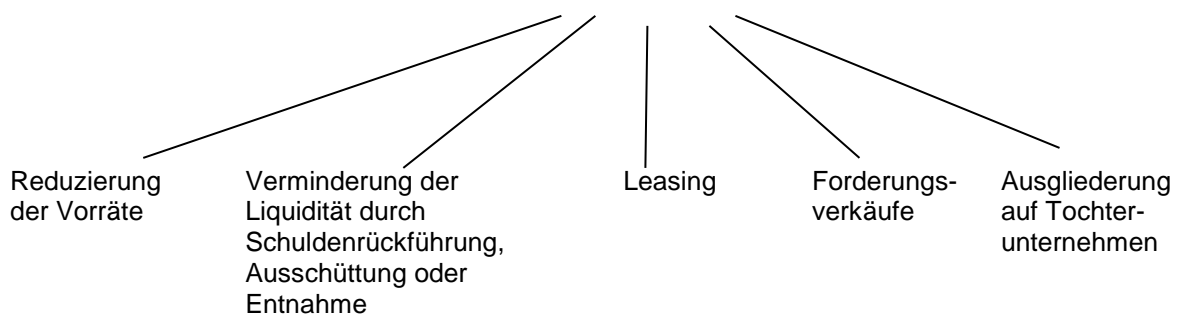 Reduzierung
der Vorräte
Verminderung der
Liquidität durch
Schuldenrückführung,
Ausschüttung oder
Entnahme
Leasing
Forderungs-
verkäufe
Ausgliederung
auf Tochter-
unternehmen